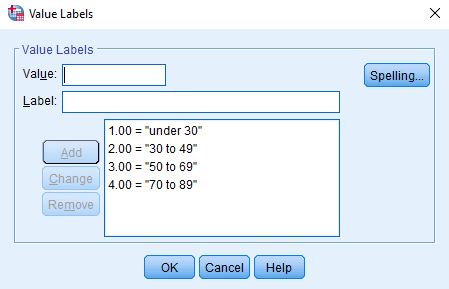 Value Labels
Value Labels
Value:
Spelling...
Label:
1.00 = "under 30"
2.00 = "30 to 49"
3.00 = "50 to 69"
4.00 = "70 to 89"
Add
Change
Remove
OK
Cancel
Help